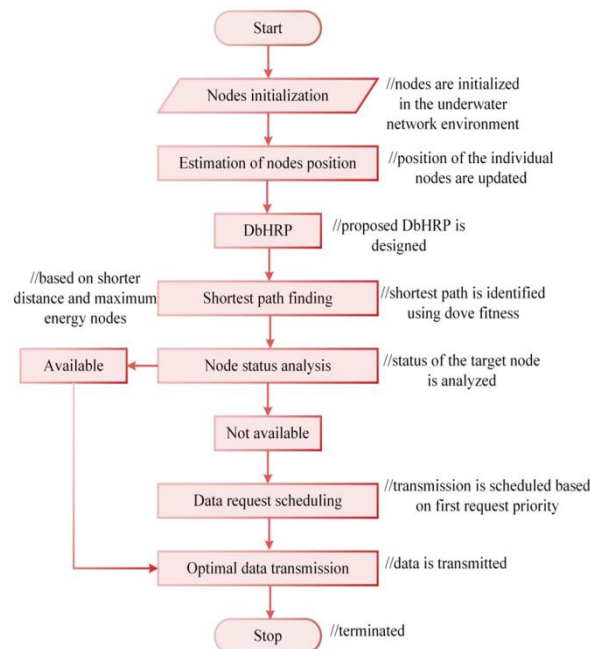 Start
Nodes initialization
//nodes are initialized
in the underwater
network environment
Estimation of nodes position
//position of the individual
nodes are updated
DbHRP
//proposed DbHRP is
designed
//based on shorter
distance and maximum
energy nodes
Shortest path finding
//shortest path is identified
using dove fitness
Available
Node status analysis
//status of the target node
is analyzed
Not available
Data request scheduling
//transmission is scheduled based
on first request priority
Optimal data transmission
//data is transmitted
Stop
//terminated